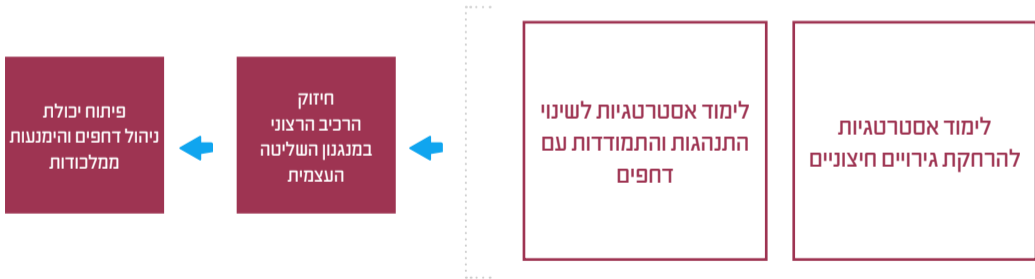 לימוד אסטרטגיות
להרחקת גירויים חיצוניים
לימוד אסטרטגיות לשינוי
התנהגות והתמודדות עם
דחפים
חיזוק
הרכיב הרצוני
במנגנון השליטה
העצמית
פיתוח יכולת
ניהול דחפים והימנעות
ממלכודות